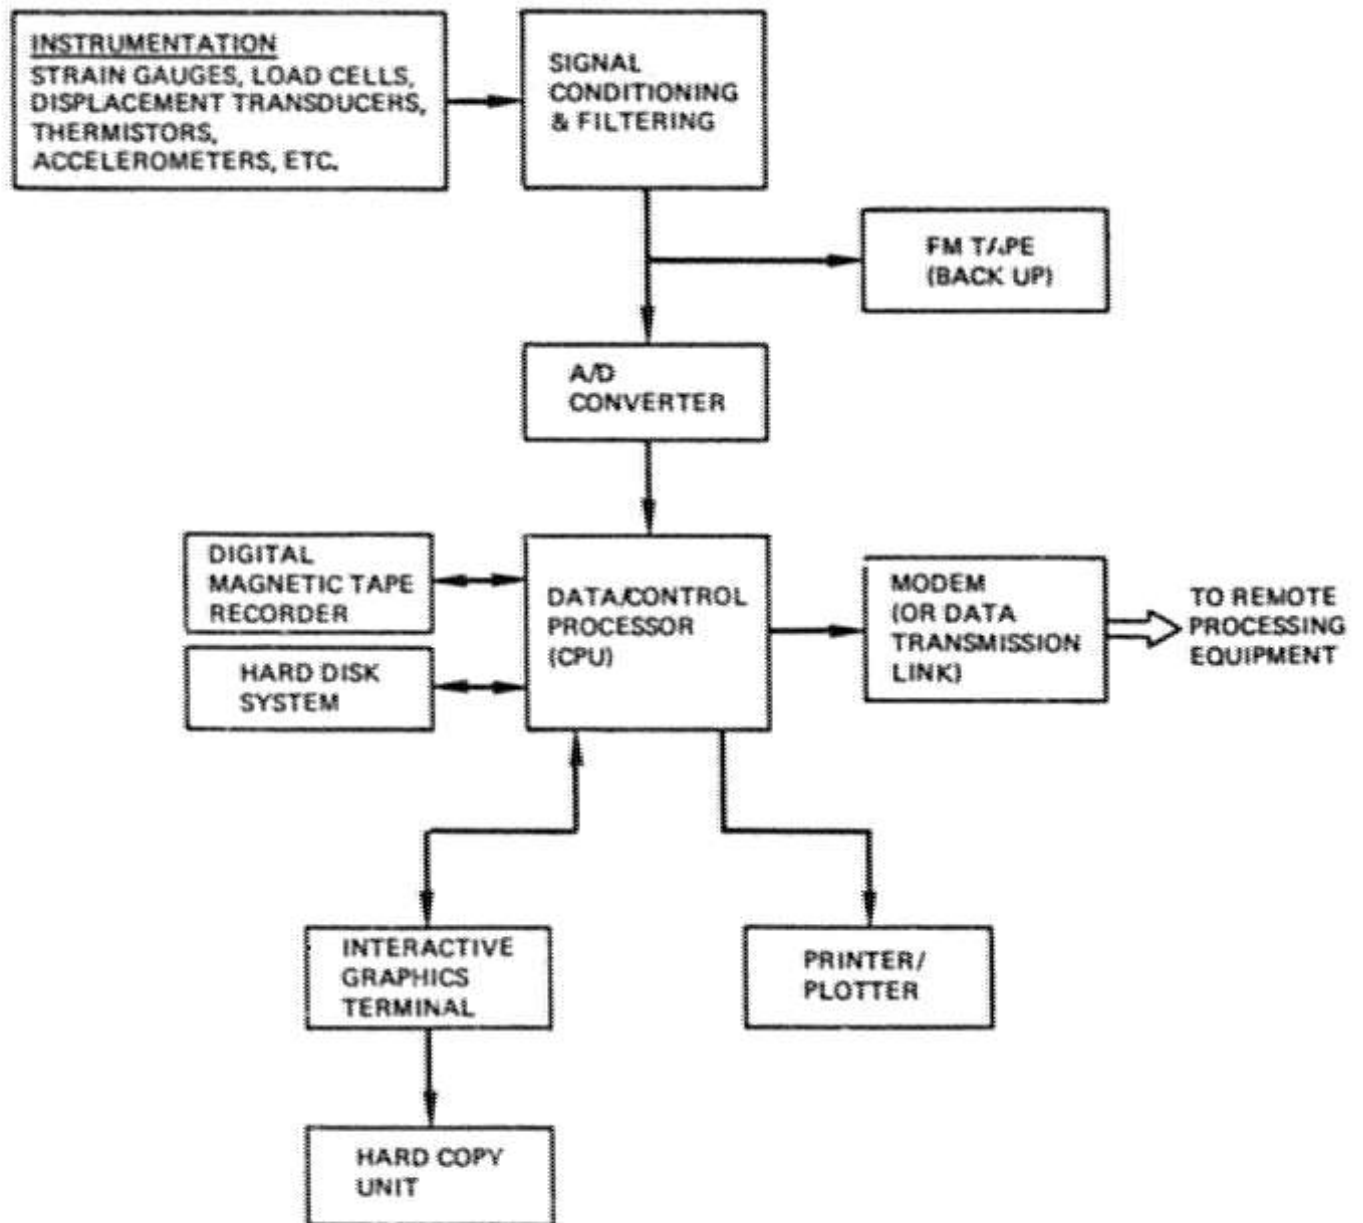 INSTRUMENTATION
STRAIN GAUGES, LOAD CELLS,
DISPLACEMENT TRANSDUCERS,
THERMISTORS,
ACCELEROMETERS, ETC.
SIGNAL
CONDITIONING
& FILTERING
FM TAPE
(BACK UP)
A/D
CONVERTER
DIGITAL
MAGNETIC TAPE
RECORDER
HARD DISK
SYSTEM
DATA/CONTROL
PROCESSOR
(CPU)
MODEM
(OR DATA
TRANSMISSION
LINK)
TO REMOTE
PROCESSING
EQUIPMENT
INTERACTIVE
GRAPHICS
TERMINAL
PRINTER/
PLOTTER
HARD COPY
UNIT